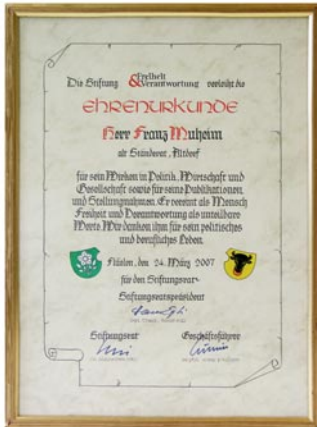 Die Stiftung Freiheit & Verantwortung verleiht die
EHRENURKUNDE
Herr Franz Muheim
alt Ständerat, Altdorf
für sein Wirken in Politik, Wirtschaft und
Gesellschaft sowie für seine Publikationen
und Stellungnahmen. Er vereint als Mensch
Freiheit und Verantwortung als unteilbare
Werte. Wir danken ihm für sein politisches
und berufliches Leben.
Flüelen, den 24. März 2007
für den Stiftungsrat
Stiftungsratspräsident
Stiftungsrat Geschäftsführer